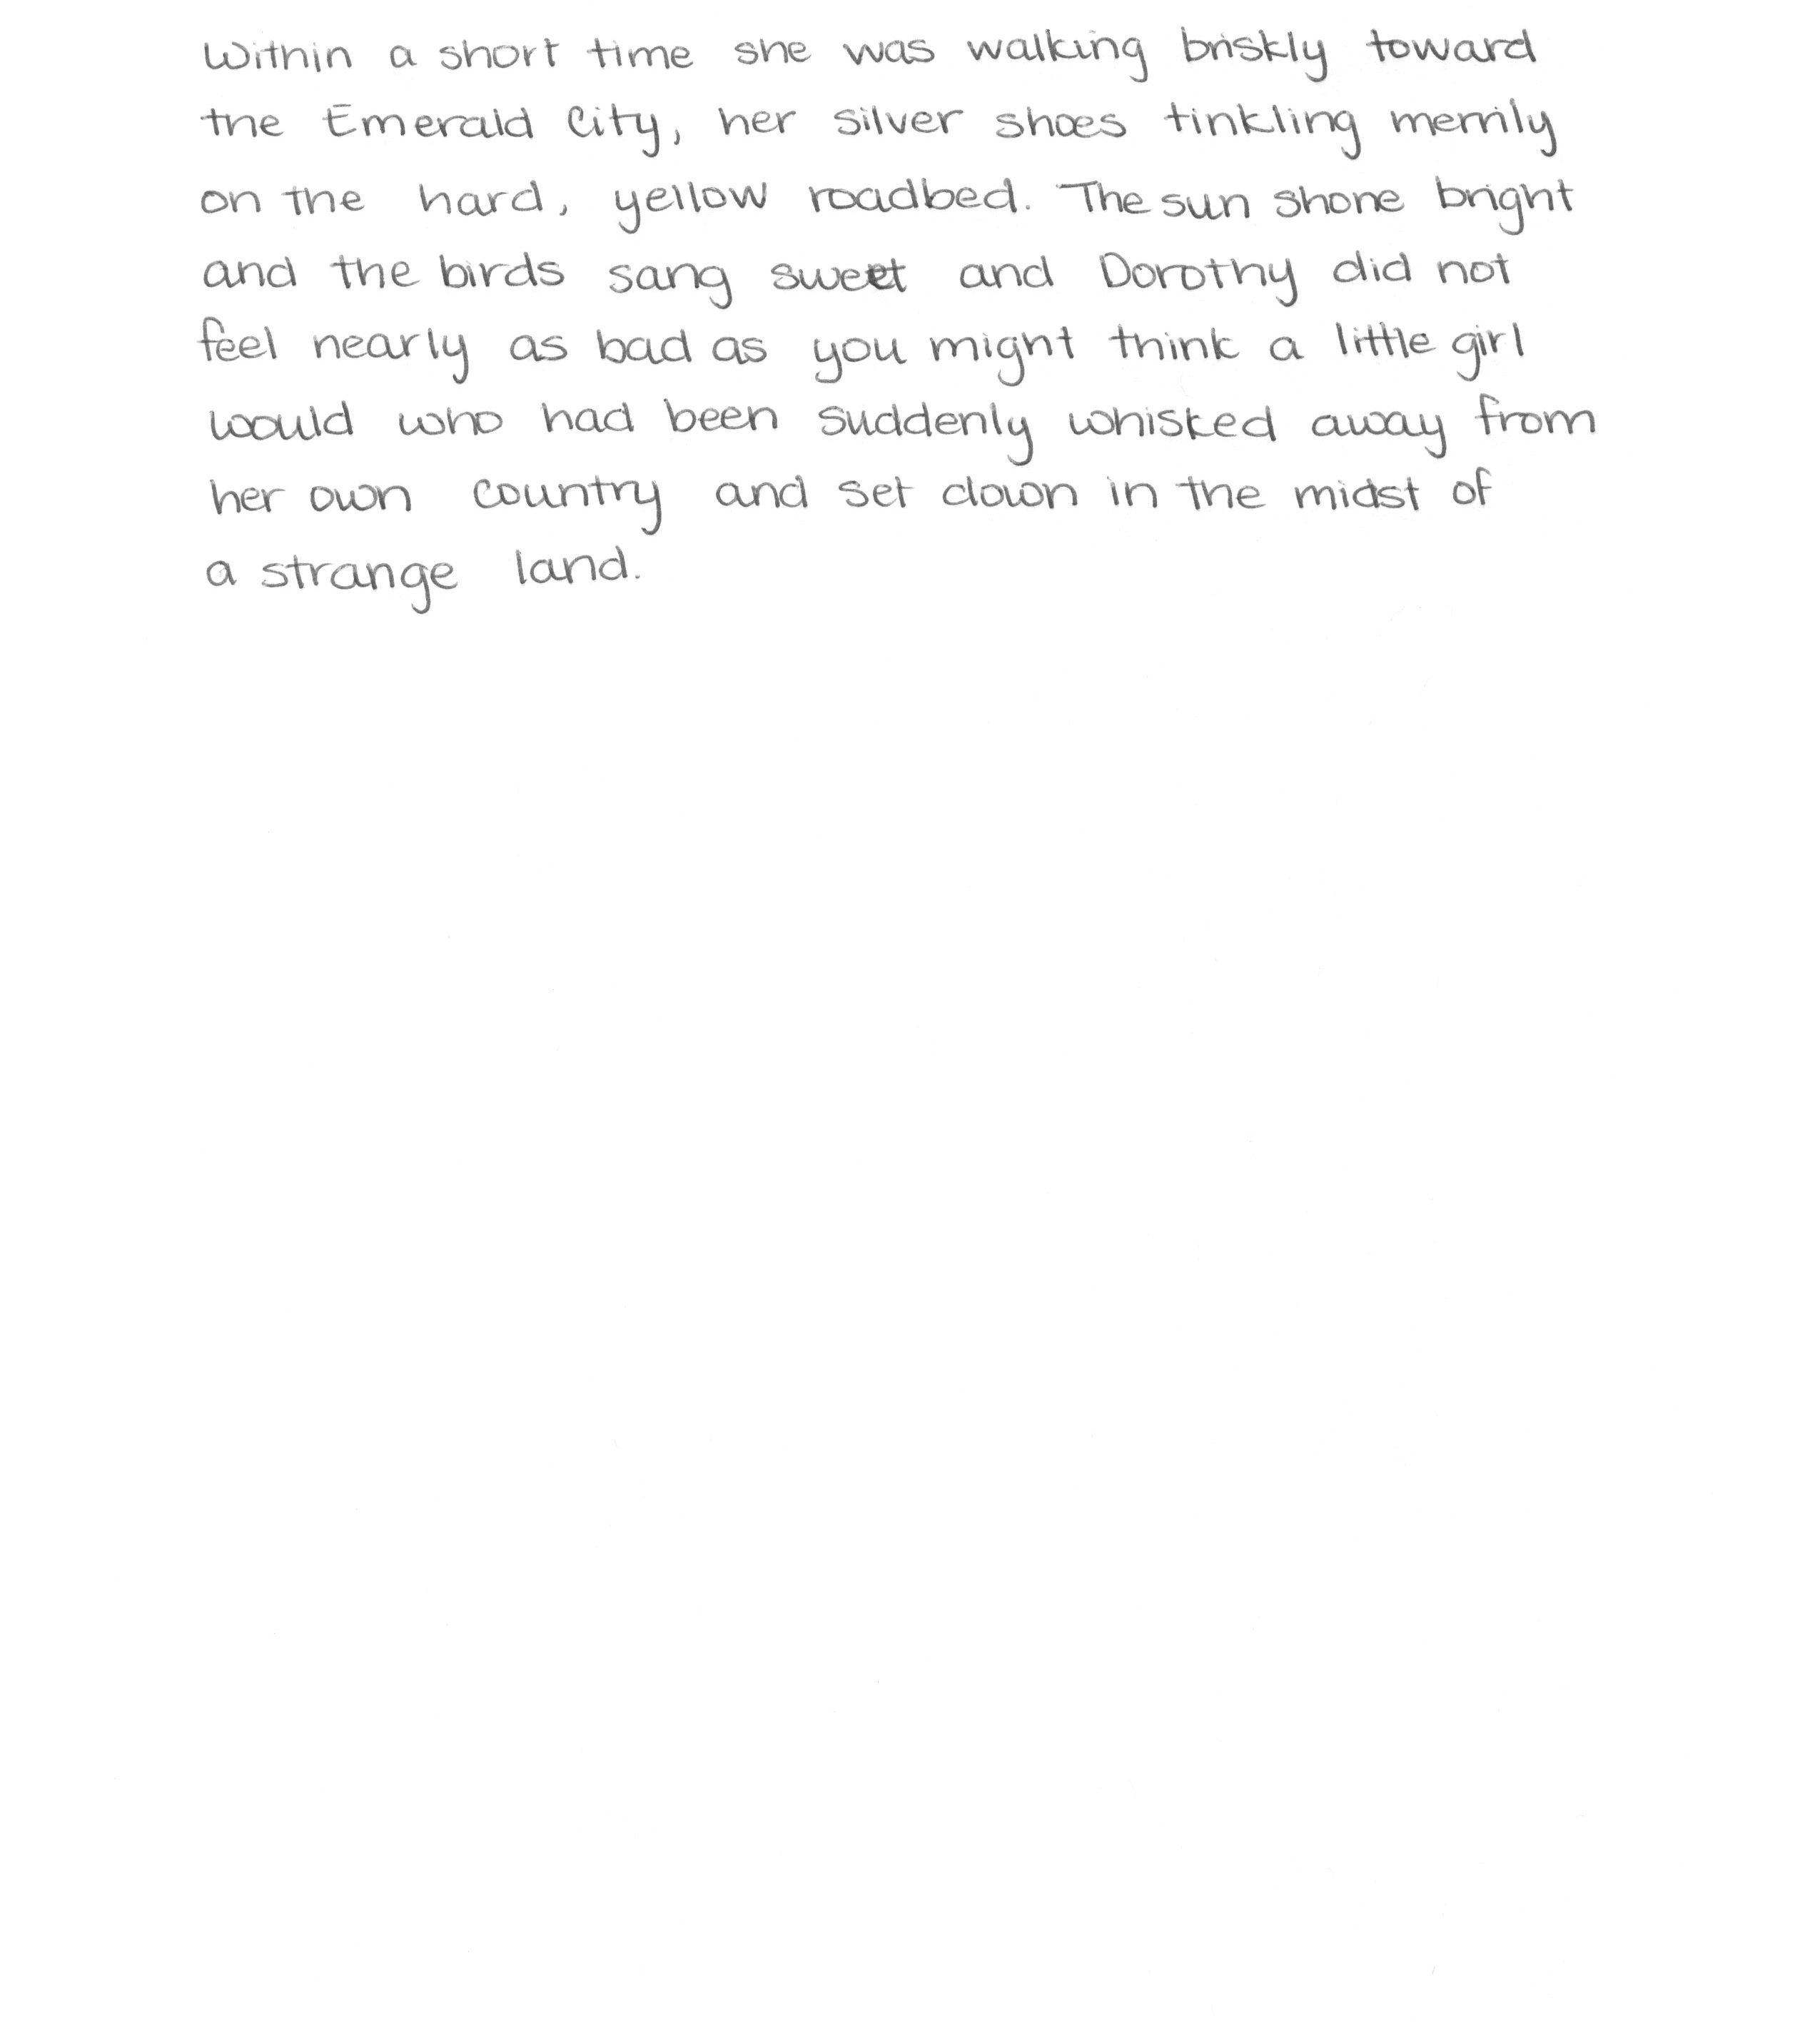 Within a short time she was walking briskly toward
the Emerald City, her silver shoes tinkling merrily
on the hard, yellow roadbed. The sun shone bright
and the birds sang sweet and Dorothy did not
feel nearly as bad as you might think a little girl
would who had been suddenly whisked away from
her own country and set down in the midst of
a strange land.